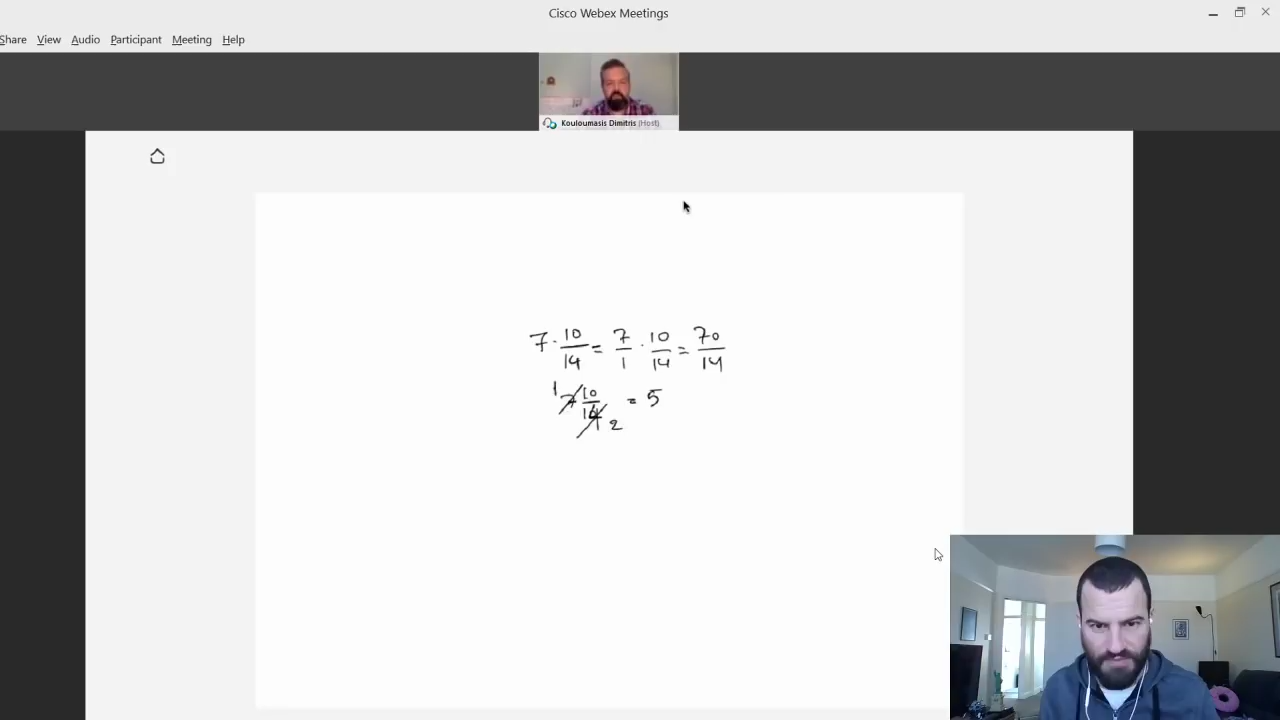 Cisco Webex Meetings
Share View Audio Participant Meeting Help
Kouloumasis Dimitris (Host)
7 · 10/14 = 7/1 · 10/14 = 70/14
1 7 10/14 2 = 5